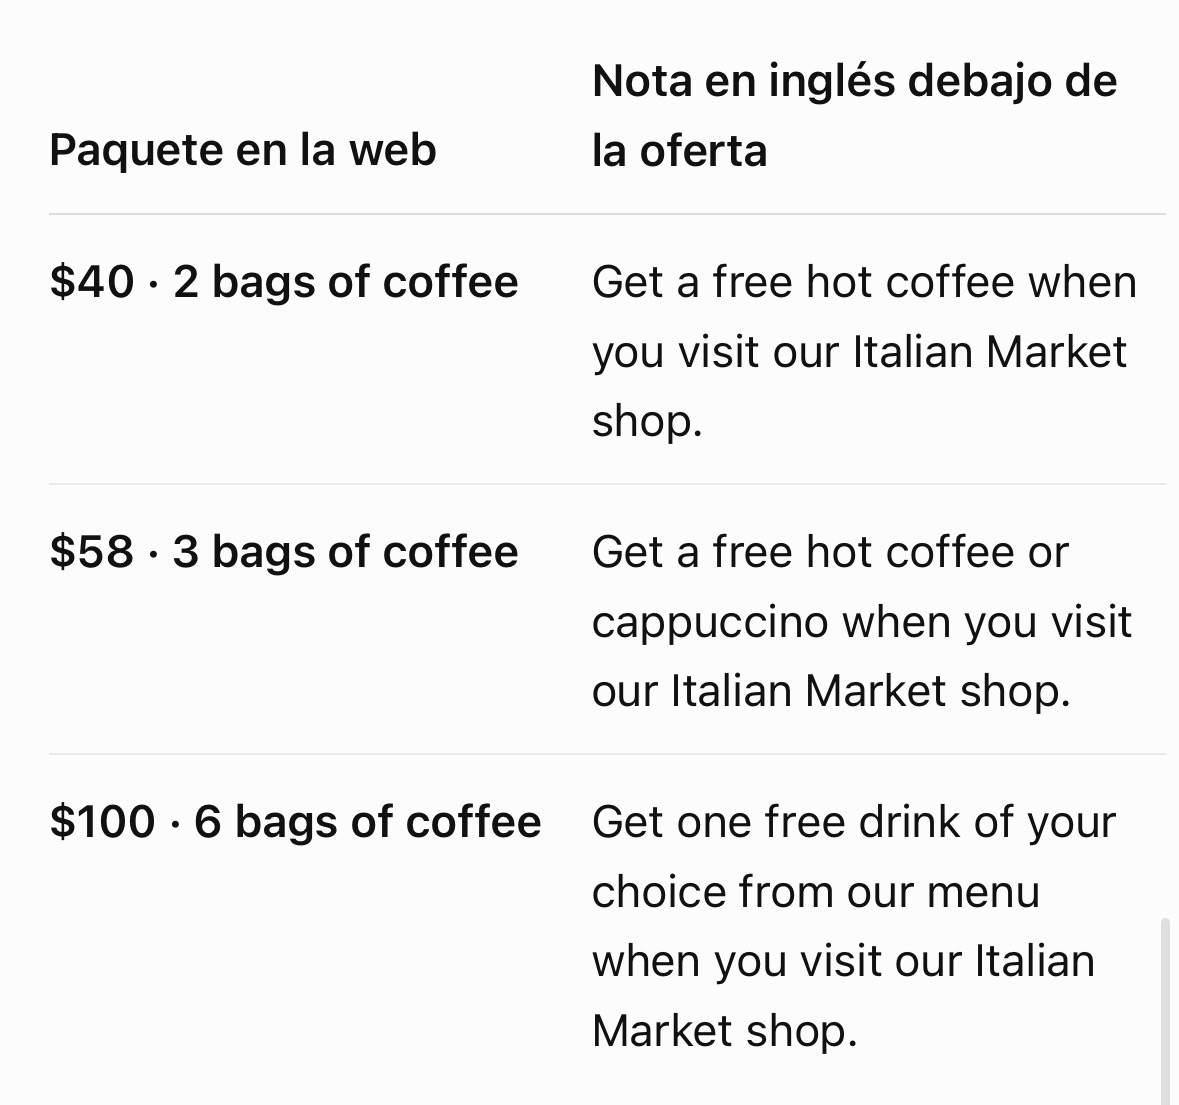 Paquete en la web
Nota en inglés debajo de
la oferta
$40 · 2 bags of coffee
Get a free hot coffee when
you visit our Italian Market
shop.
$58 · 3 bags of coffee
Get a free hot coffee or
cappuccino when you visit
our Italian Market shop.
$100 · 6 bags of coffee
Get one free drink of your
choice from our menu
when you visit our Italian
Market shop.